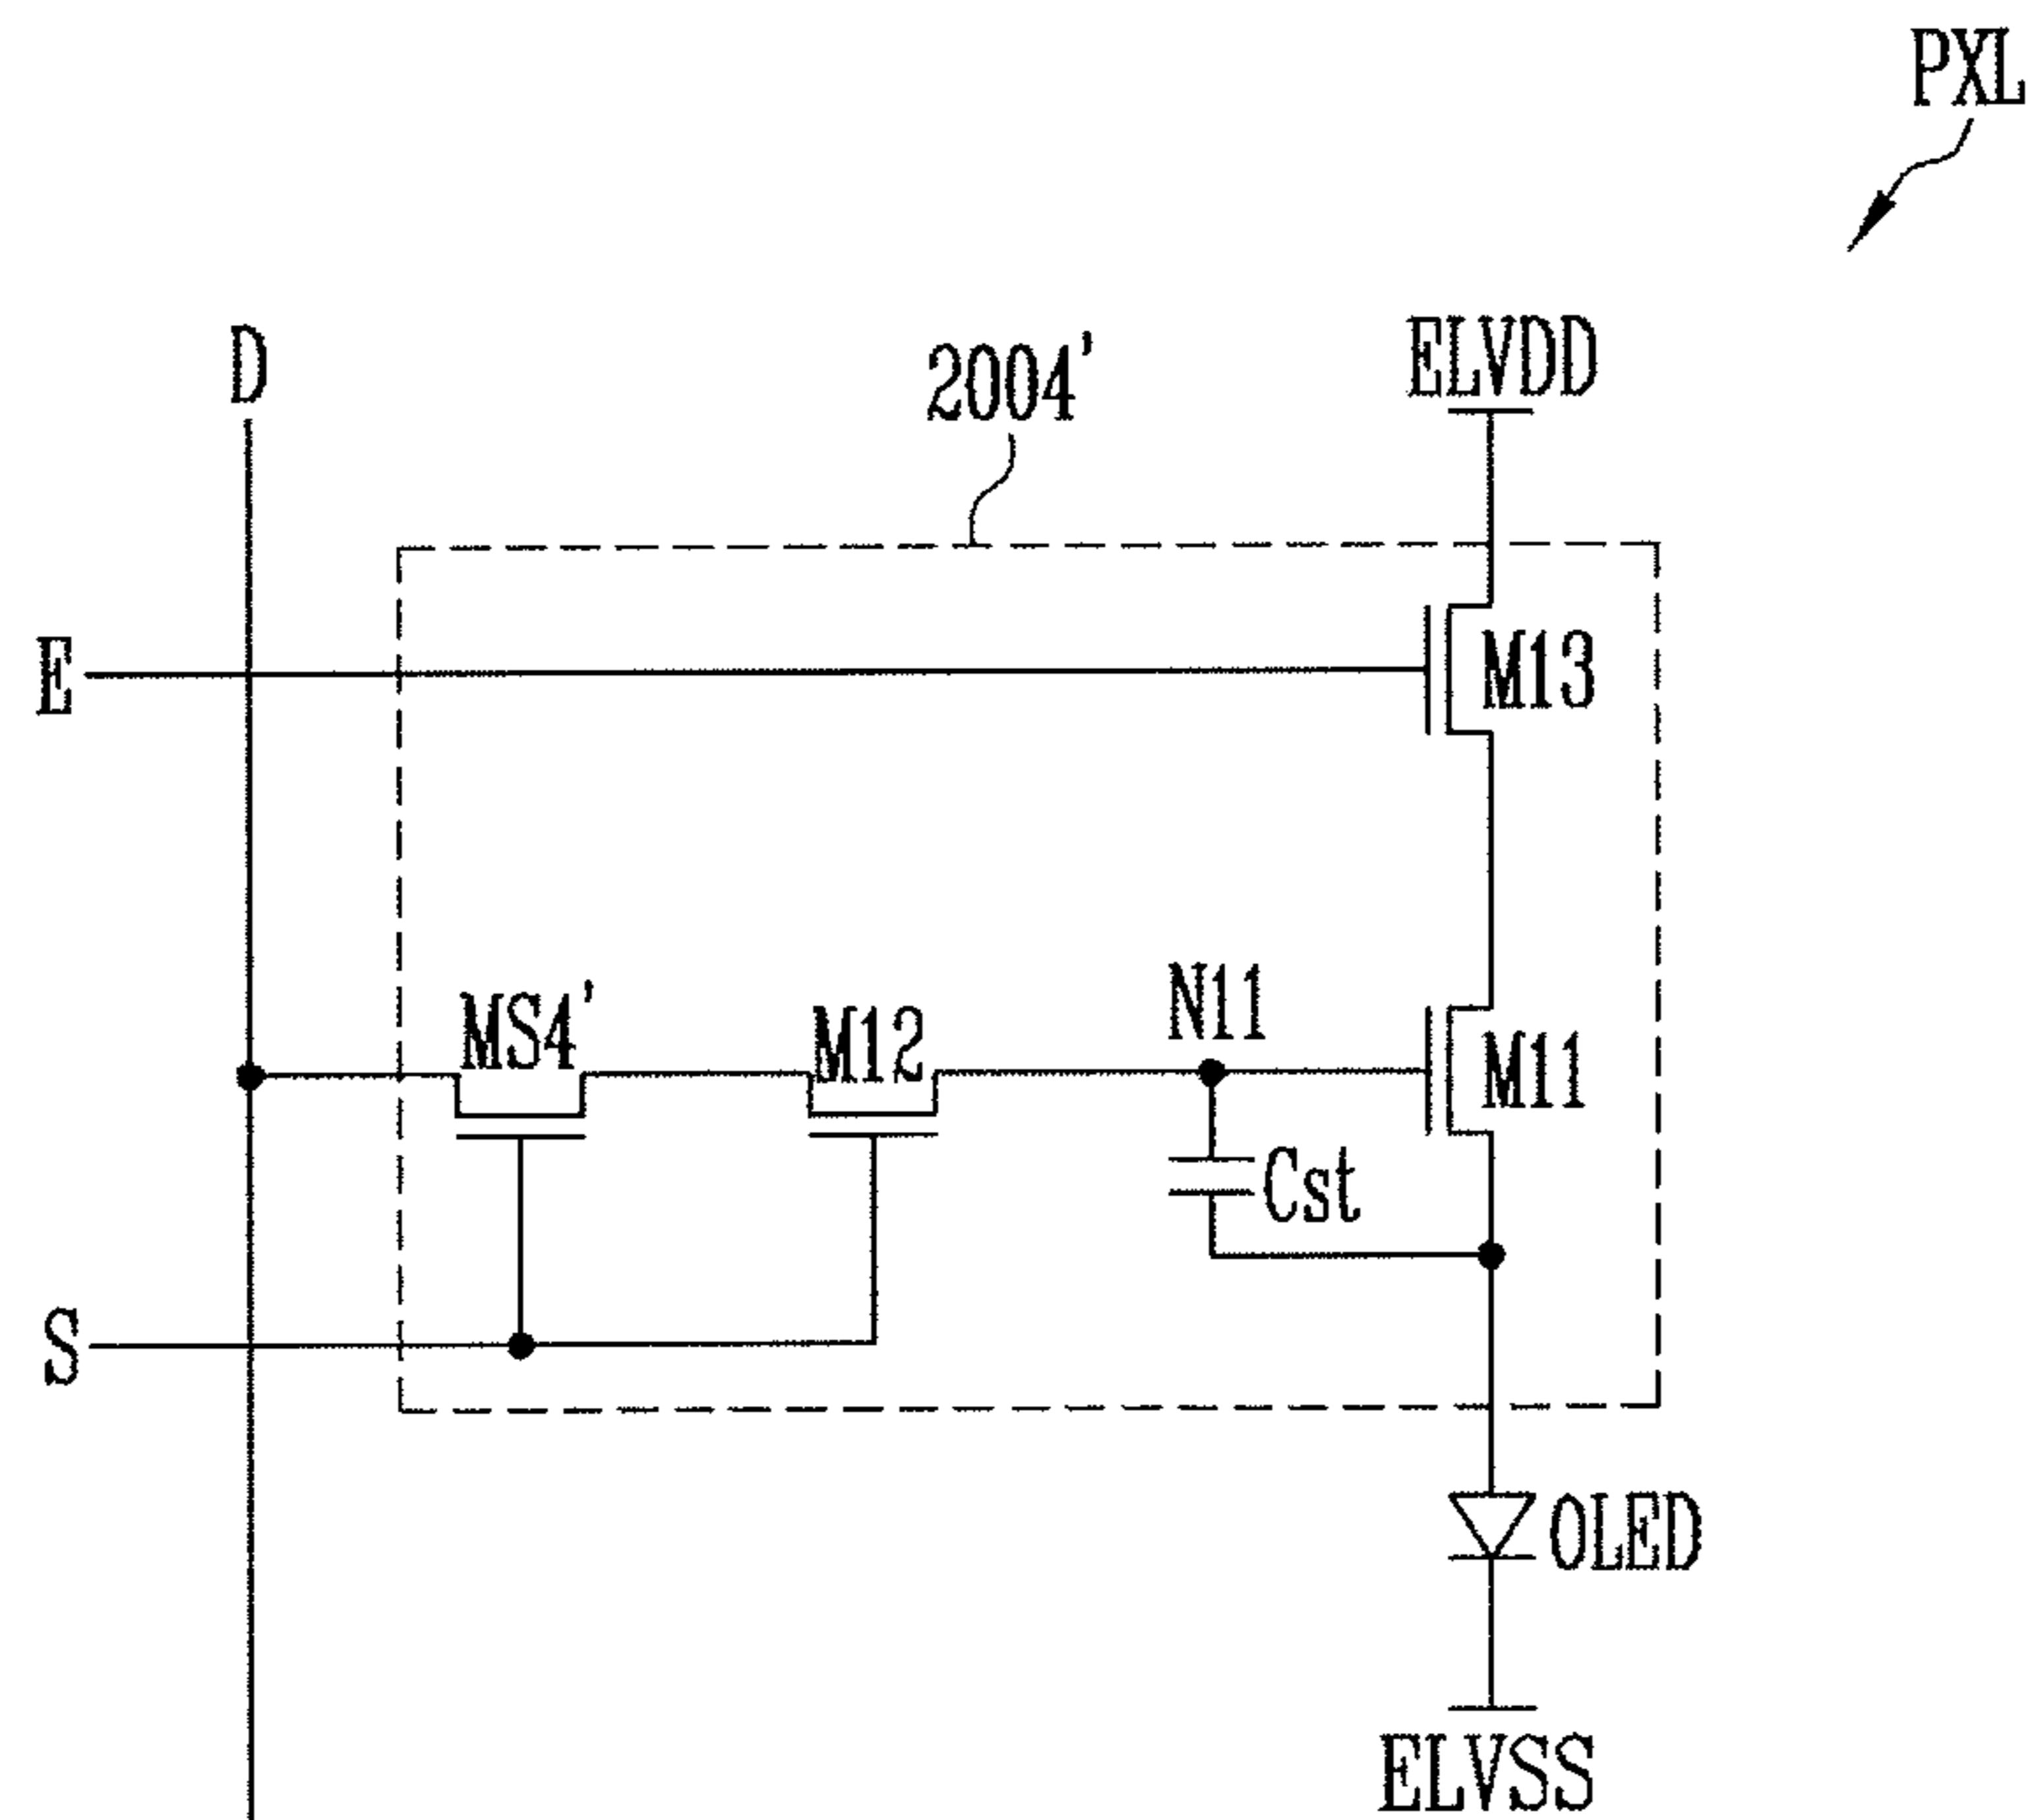 PXL
D
2004'
ELVDD
E
M13
MS4'
M12
N11
M11
Cst
S
OLED
ELVSS